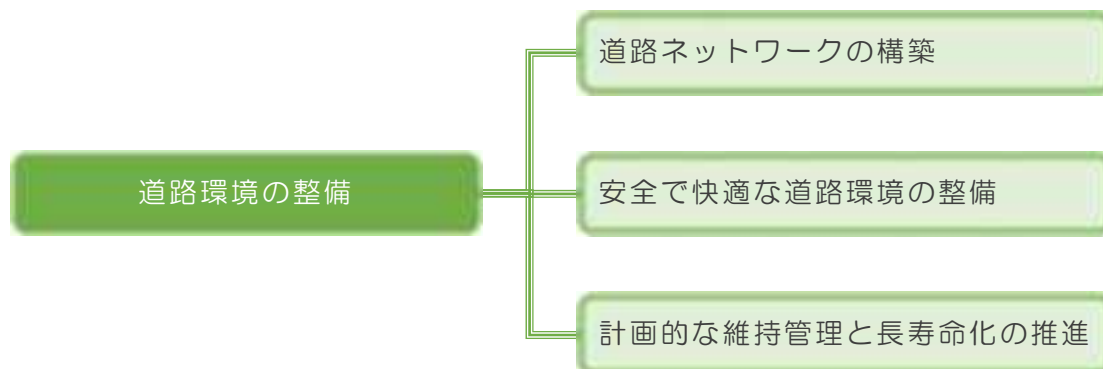 道路ネットワークの構築
道路環境の整備
安全で快適な道路環境の整備
計画的な維持管理と長寿命化の推進